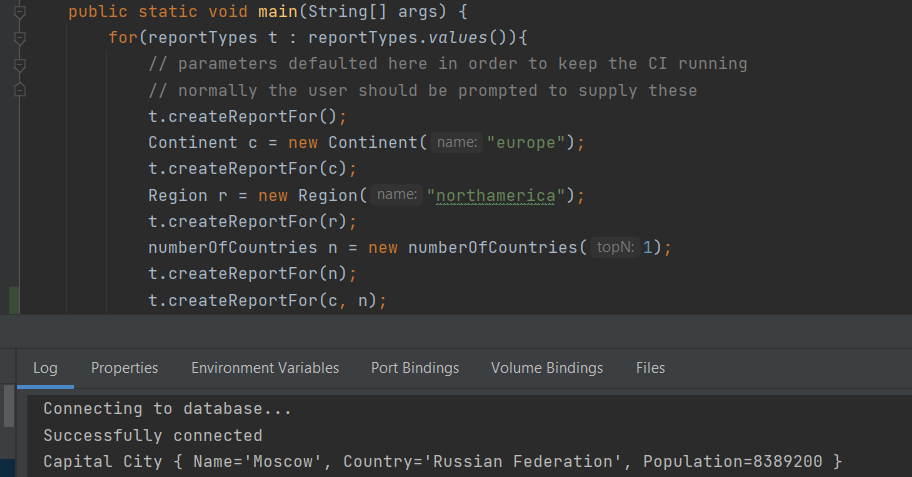 public static void main(String[] args) {
for(reportTypes t : reportTypes.values()){
// parameters defaulted here in order to keep the CI running
// normally the user should be prompted to supply these
t.createReportFor();
Continent c = new Continent( name: "europe");
t.createReportFor(c);
Region r = new Region( name: "northamerica");
t.createReportFor(r);
numberOfCountries n = new numberOfCountries( topN: 1);
t.createReportFor(n);
t.createReportFor(c, n);
Log Properties Environment Variables Port Bindings Volume Bindings Files
Connecting to database...
Successfully connected
Capital City { Name='Moscow', Country='Russian Federation', Population=8389200 }